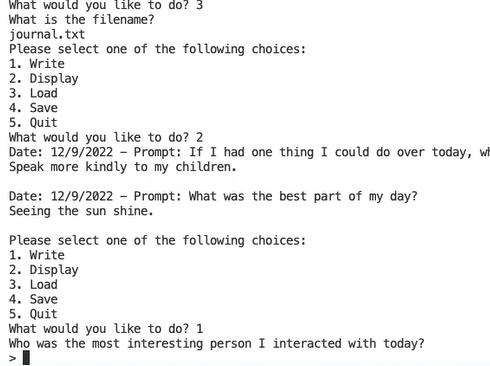 What would you like to do? 3
What is the filename?
journal.txt
Please select one of the following choices:
1. Write
2. Display
3. Load
4. Save
5. Quit
What would you like to do? 2
Date: 12/9/2022 – Prompt: If I had one thing I could do over today,
Speak more kindly to my children.
Date: 12/9/2022 – Prompt: What was the best part of my day?
Seeing the sun shine.
Please select one of the following choices:
1. Write
2. Display
3. Load
4. Save
5. Quit
What would you like to do? 1
Who was the most interesting person I interacted with today?
>